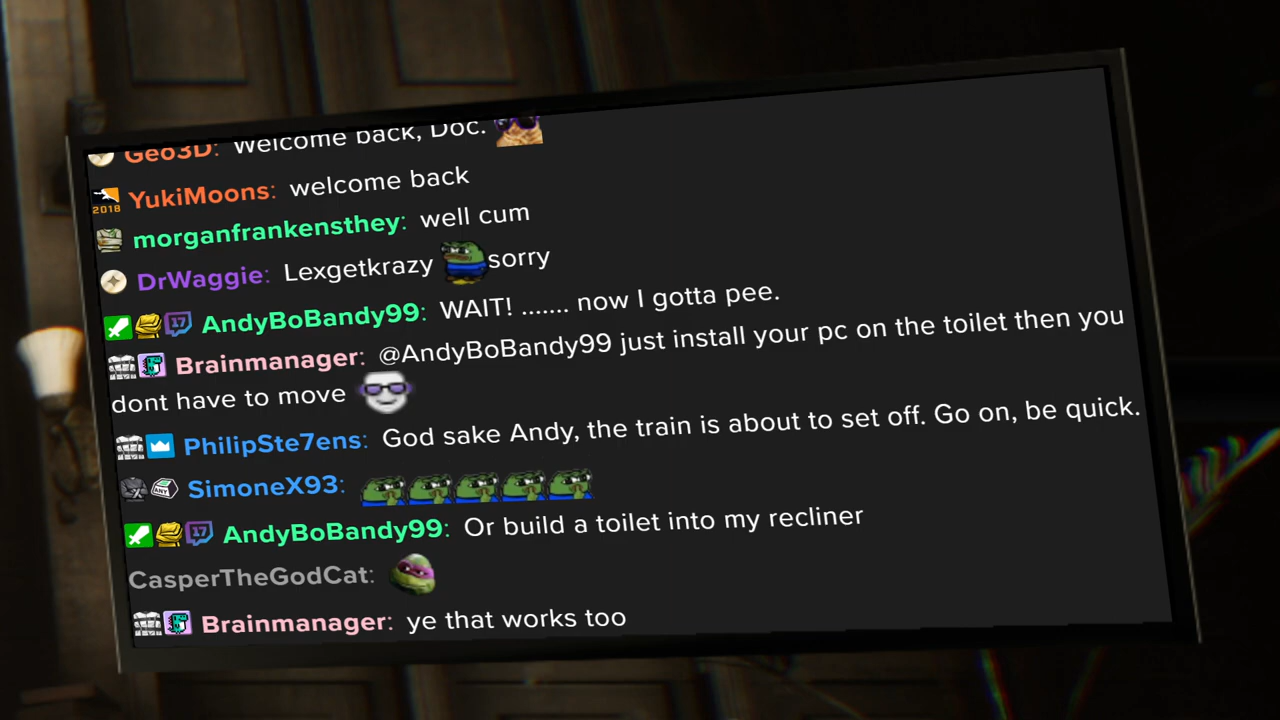 Geo3D: Welcome back, Doc.
2018 YukiMoons: welcome back
morganfrankensthey: well cum
DrWaggie: Lexgetkrazy sorry
17 AndyBoBandy99: WAIT! ....... now I gotta pee.
Brainmanager: @AndyBoBandy99 just install your pc on the toilet then you
dont have to move
PhilipSte7ens: God sake Andy, the train is about to set off. Go on, be quick.
ANY SimoneX93:
17 AndyBoBandy99: Or build a toilet into my recliner
CasperTheGodCat:
Brainmanager: ye that works too